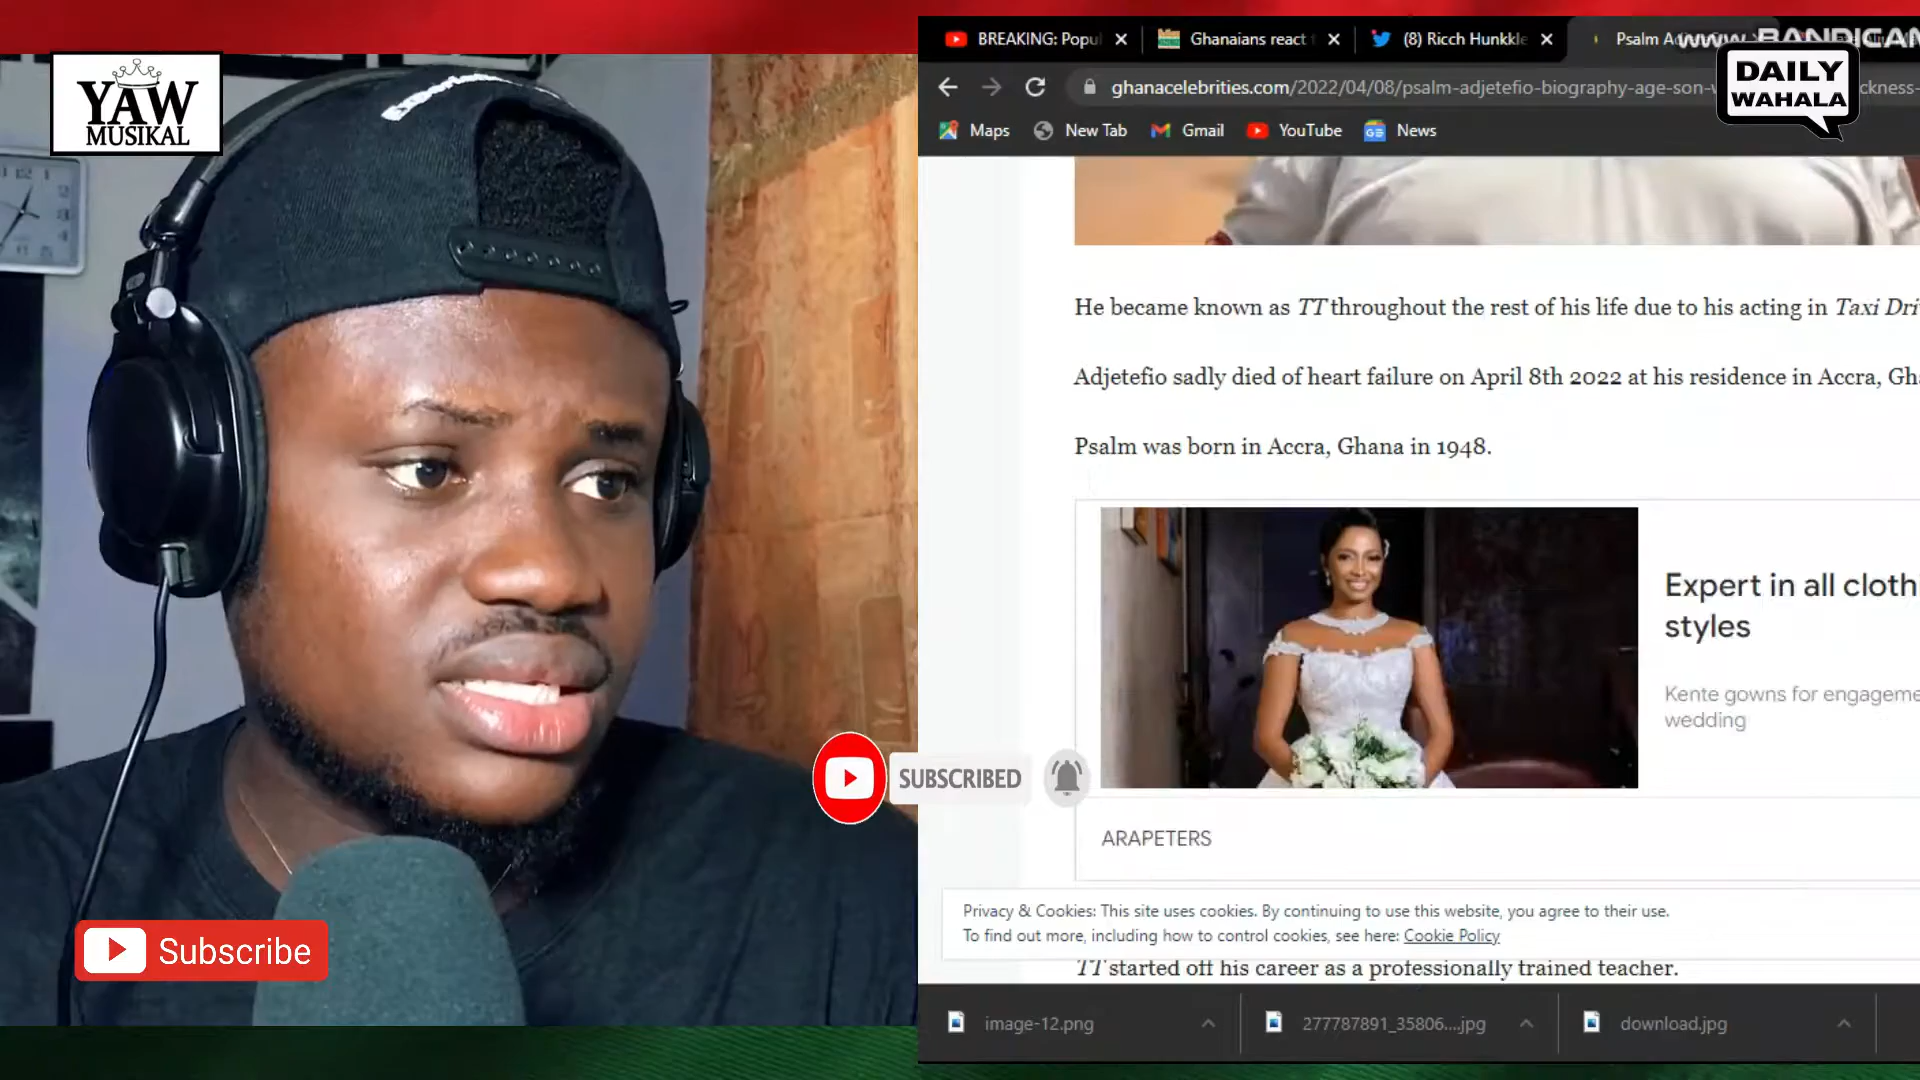 YAW
MUSIKAL
BREAKING: Popu
Ghanaians react
(8) Ricch Hunkkle
Psalm Ad
www.BANDICAM
DAILY
WAHALA
ghanacelebrities.com/2022/04/08/psalm-adjetefio-biography-age-son-w
ckness-
Maps
New Tab
Gmail
YouTube
News
He became known as TT throughout the rest of his life due to his acting in Taxi Dri
Adjetefio sadly died of heart failure on April 8th 2022 at his residence in Accra, Gh
Psalm was born in Accra, Ghana in 1948.
Expert in all cloth
styles
Kente gowns for engageme
wedding
SUBSCRIBED
ARAPETERS
Privacy & Cookies: This site uses cookies. By continuing to use this website, you agree to their use.
To find out more, including how to control cookies, see here: Cookie Policy
TT started off his career as a professionally trained teacher.
Subscribe
image-12.png
277787891_35806....jpg
download.jpg